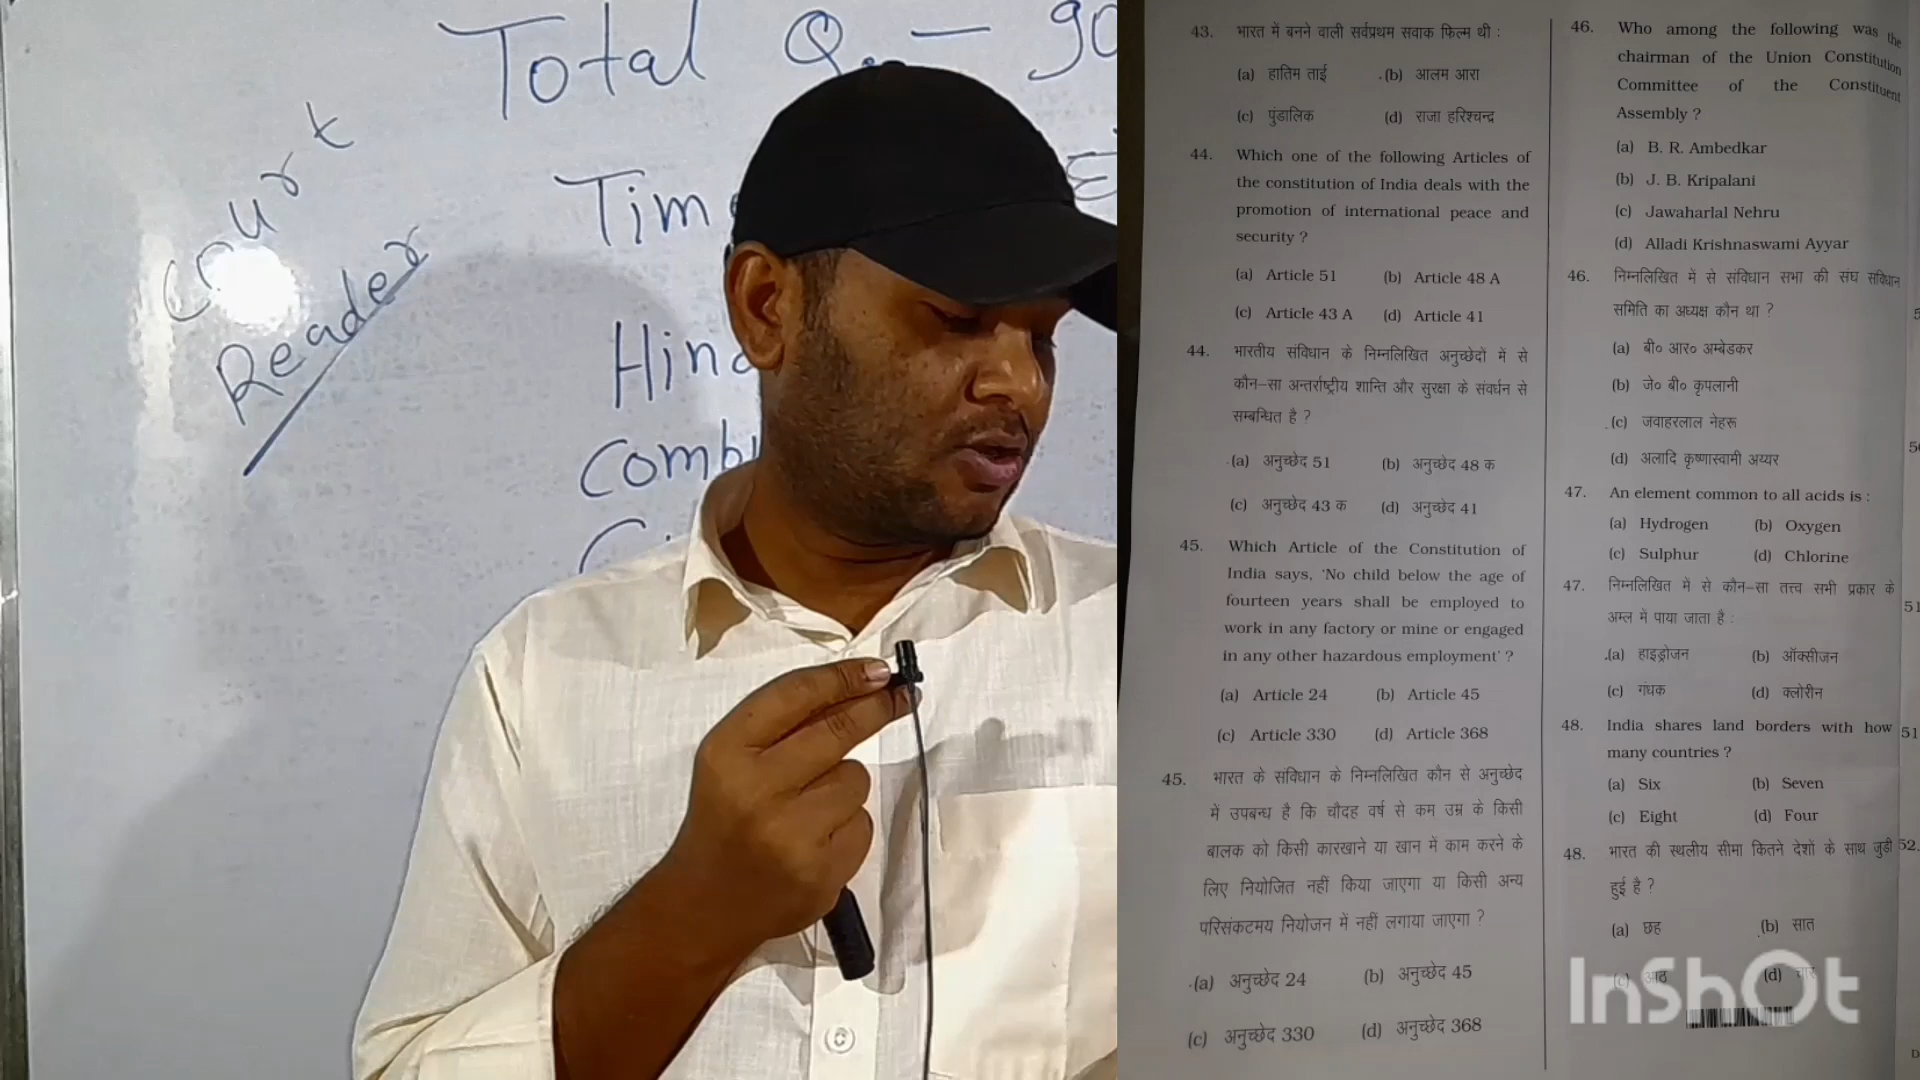 Total Q. - 90
Court
Reader
43. भारत में बनने वाली सर्वप्रथम सवाक फिल्म थी :
(a) हातिम ताई (b) आलम आरा
(c) पुंडालिक (d) राजा हरिश्चन्द्र
44. Which one of the following Articles of
the constitution of India deals with the
promotion of international peace and
security ?
(a) Article 51 (b) Article 48 A
(c) Article 43 A (d) Article 41
44. भारतीय संविधान के निम्नलिखित अनुच्छेदों में से
कौन-सा अन्तर्राष्ट्रीय शान्ति और सुरक्षा के संवर्धन से
सम्बन्धित है ?
(a) अनुच्छेद 51 (b) अनुच्छेद 48 क
(c) अनुच्छेद 43 क (d) अनुच्छेद 41
45. Which Article of the Constitution of
India says, 'No child below the age of
fourteen years shall be employed to
work in any factory or mine or engaged
in any other hazardous employment' ?
(a) Article 24 (b) Article 45
(c) Article 330 (d) Article 368
45. भारत के संविधान के निम्नलिखित कौन से अनुच्छेद
में उपबन्ध है कि चौदह वर्ष से कम उम्र के किसी
बालक को किसी कारखाने या खान में काम करने के
लिए नियोजित नहीं किया जाएगा या किसी अन्य
परिसंकटमय नियोजन में नहीं लगाया जाएगा ?
(a) अनुच्छेद 24 (b) अनुच्छेद 45
(c) अनुच्छेद 330 (d) अनुच्छेद 368
46. Who among the following was the
chairman of the Union Constitution
Committee of the Constituent
Assembly ?
(a) B. R. Ambedkar
(b) J. B. Kripalani
(c) Jawaharlal Nehru
(d) Alladi Krishnaswami Ayyar
46. निम्नलिखित में से संविधान सभा की संघ संविधान
समिति का अध्यक्ष कौन था ?
(a) बी० आर० अम्बेडकर
(b) जे० बी० कृपलानी
(c) जवाहरलाल नेहरू
(d) अलादि कृष्णास्वामी अय्यर
47. An element common to all acids is :
(a) Hydrogen (b) Oxygen
(c) Sulphur (d) Chlorine
47. निम्नलिखित में से कौन-सा तत्त्व सभी प्रकार के
अम्ल में पाया जाता है :
(a) हाइड्रोजन (b) ऑक्सीजन
(c) गंधक (d) क्लोरीन
48. India shares land borders with how
many countries ?
(a) Six (b) Seven
(c) Eight (d) Four
48. भारत की स्थलीय सीमा कितने देशों के साथ जुड़ी
हुई है ?
(a) छह (b) सात
(c) आठ (d) चार
51
51
52.
InShOt